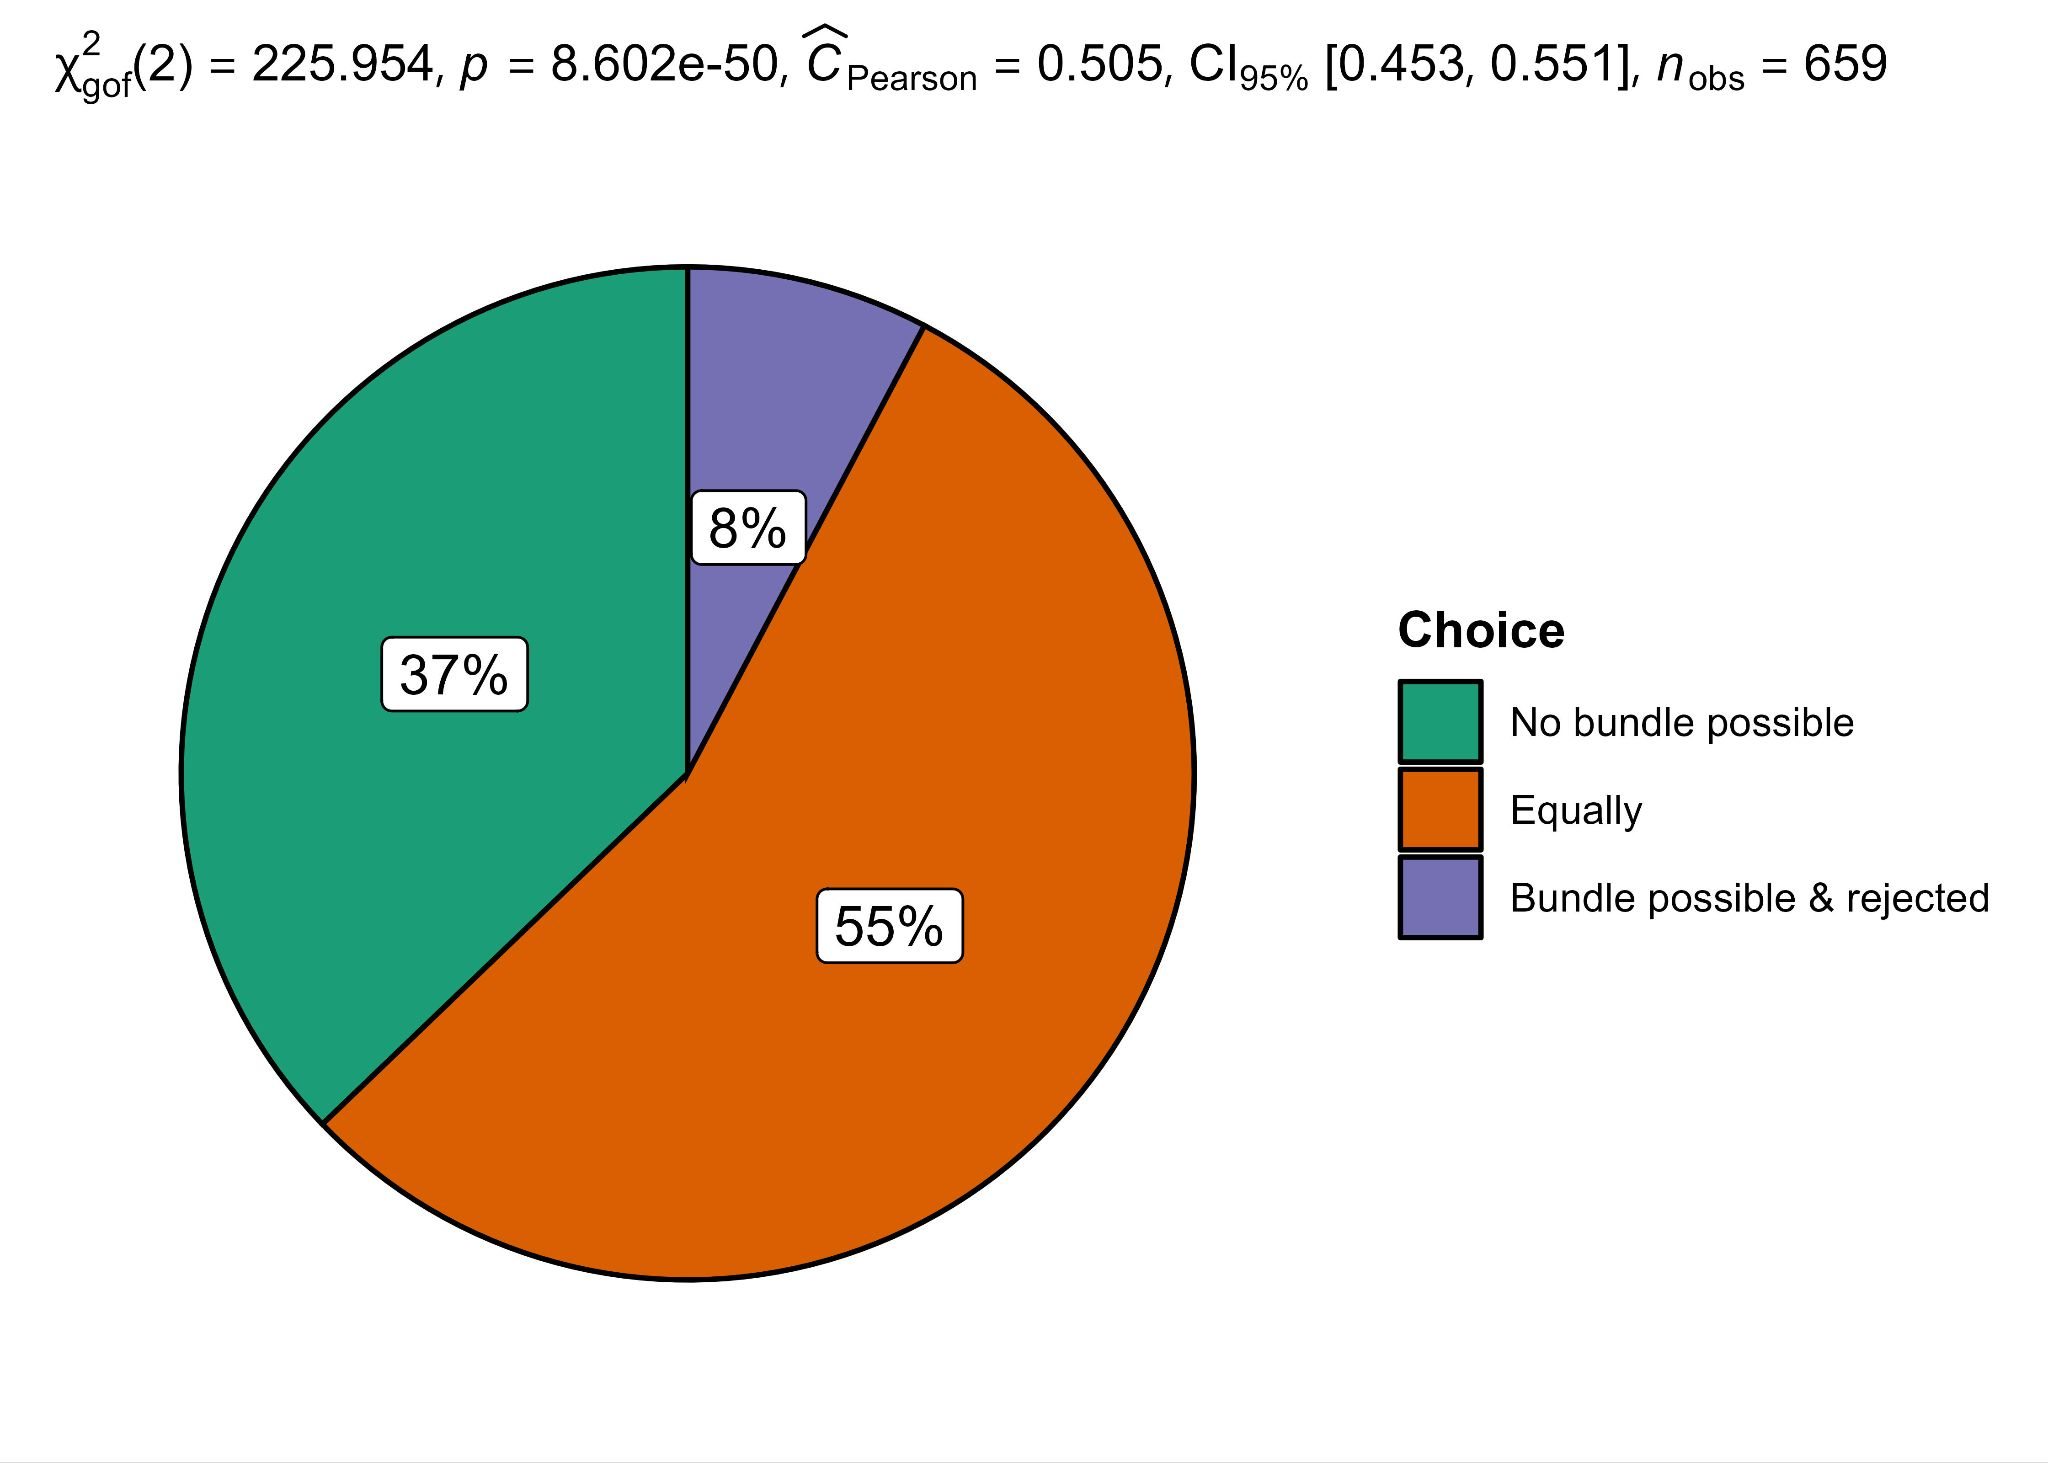 χ²gof(2) = 225.954, p = 8.602e-50, ĈPearson = 0.505, CI95% [0.453, 0.551], nobs = 659
8%
37%
55%
Choice
No bundle possible
Equally
Bundle possible & rejected